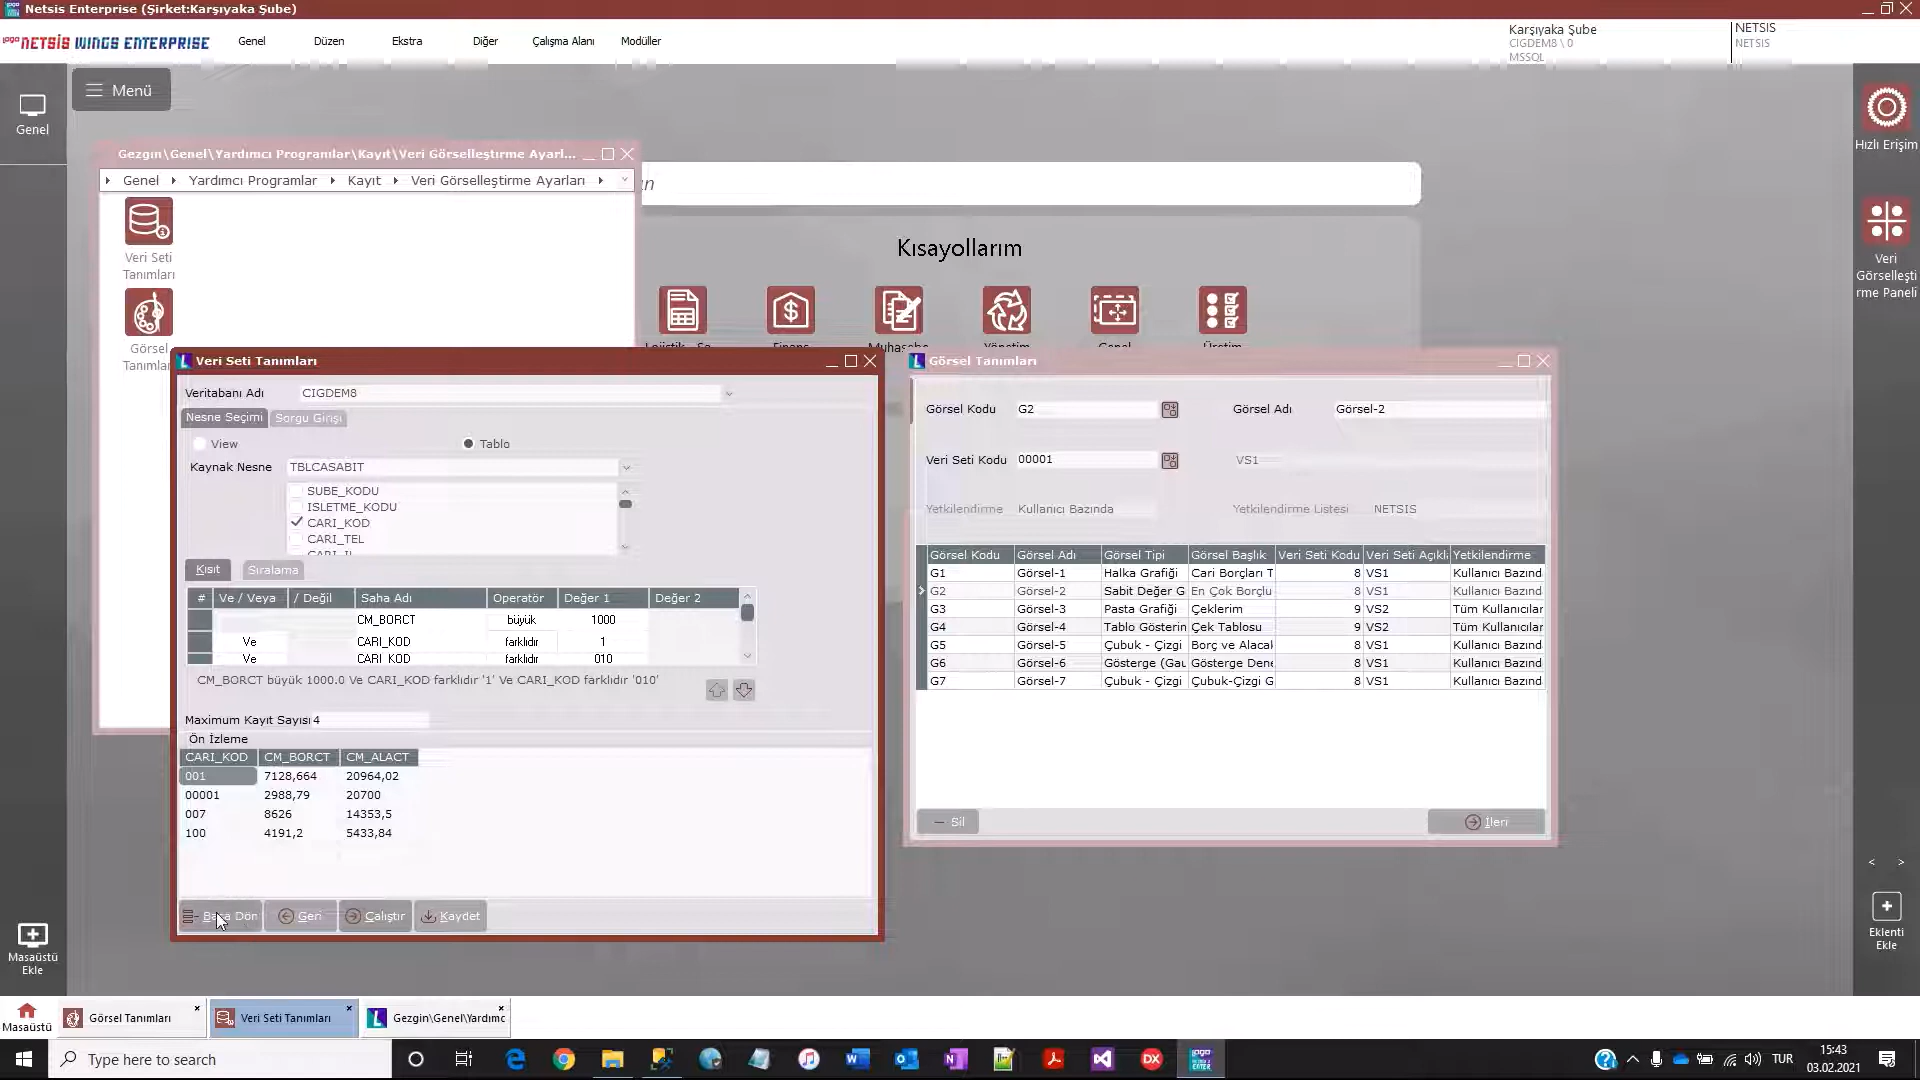 Netsis Enterprise (Şirket:Karşıyaka Şube)
logo NETSİS WINGS ENTERPRISE
Genel
Düzen
Ekstra
Diğer
Çalışma Alanı
Modüller
Karşıyaka Şube
CIGDEM8 \ 0
MSSQL
NETSIS
NETSIS
Menü
Genel
Hızlı Erişim
Veri
Görselleşti
rme Paneli
Gezgin\Genel\Yardımcı Programlar\Kayıt\Veri Görselleştirme Ayarl...
Genel
Yardımcı Programlar
Kayıt
Veri Görselleştirme Ayarları
Veri Seti
Tanımları
Görsel
Tanımlar
Kısayollarım
Veri Seti Tanımları
Veritabanı Adı
CIGDEM8
Nesne Seçimi
Sorgu Girişi
View
Tablo
Kaynak Nesne
TBLCASABIT
SUBE_KODU
ISLETME_KODU
CARI_KOD
CARI_TEL
CARI_IL
Kısıt
Sıralama
# Ve / Veya / Değil Saha Adı Operatör Değer 1 Değer 2
CM_BORCT büyük 1000
Ve CARI_KOD farklıdır 1
Ve CARI_KOD farklıdır 010
CM_BORCT büyük 1000.0 Ve CARI_KOD farklıdır '1' Ve CARI_KOD farklıdır '010'
Maximum Kayıt Sayısı 4
Ön İzleme
CARI_KOD CM_BORCT CM_ALACT
001 7128,664 20964,02
00001 2988,79 20700
007 8626 14353,5
100 4191,2 5433,84
Başa Dön
Geri
Çalıştır
Kaydet
Görsel Tanımları
Görsel Kodu G2
Görsel Adı Görsel-2
Veri Seti Kodu 00001
VS1
Yetkilendirme Kullanıcı Bazında
Yetkilendirme Listesi NETSIS
Görsel Kodu Görsel Adı Görsel Tipi Görsel Başlık Veri Seti Kodu Veri Seti Açıkl Yetkilendirme
G1 Görsel-1 Halka Grafiği Cari Borçları T 8 VS1 Kullanıcı Bazınd
G2 Görsel-2 Sabit Değer G En Çok Borçlu 8 VS1 Kullanıcı Bazınd
G3 Görsel-3 Pasta Grafiği Çeklerim 9 VS2 Tüm Kullanıcılar
G4 Görsel-4 Tablo Gösterin Çek Tablosu 9 VS2 Tüm Kullanıcılar
G5 Görsel-5 Çubuk - Çizgi Borç ve Alacal 8 VS1 Kullanıcı Bazınd
G6 Görsel-6 Gösterge (Gau Gösterge Dene 8 VS1 Kullanıcı Bazınd
G7 Görsel-7 Çubuk - Çizgi Çubuk-Çizgi G 8 VS1 Kullanıcı Bazınd
Sil
İleri
Masaüstü
Ekle
Eklenti
Ekle
Masaüstü
Görsel Tanımları
Veri Seti Tanımları
Gezgin\Genel\Yardımc
Type here to search
TUR
15:43
03.02.2021